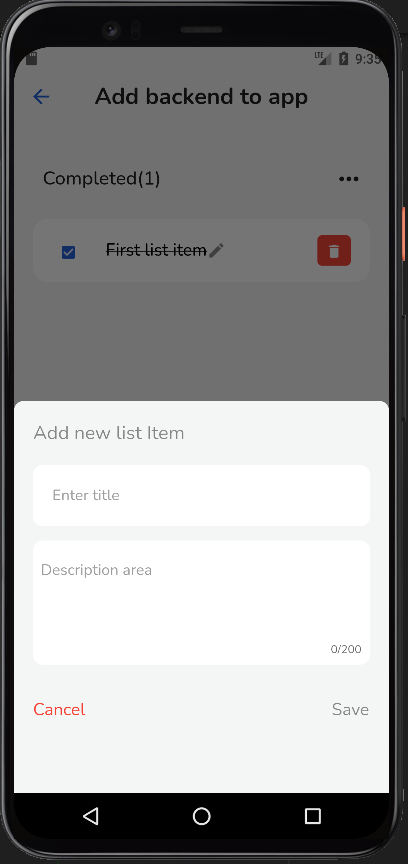 LTE 9:35
Add backend to app
Completed(1)
First list item
Add new list Item
Enter title
Description area
0/200
Cancel
Save